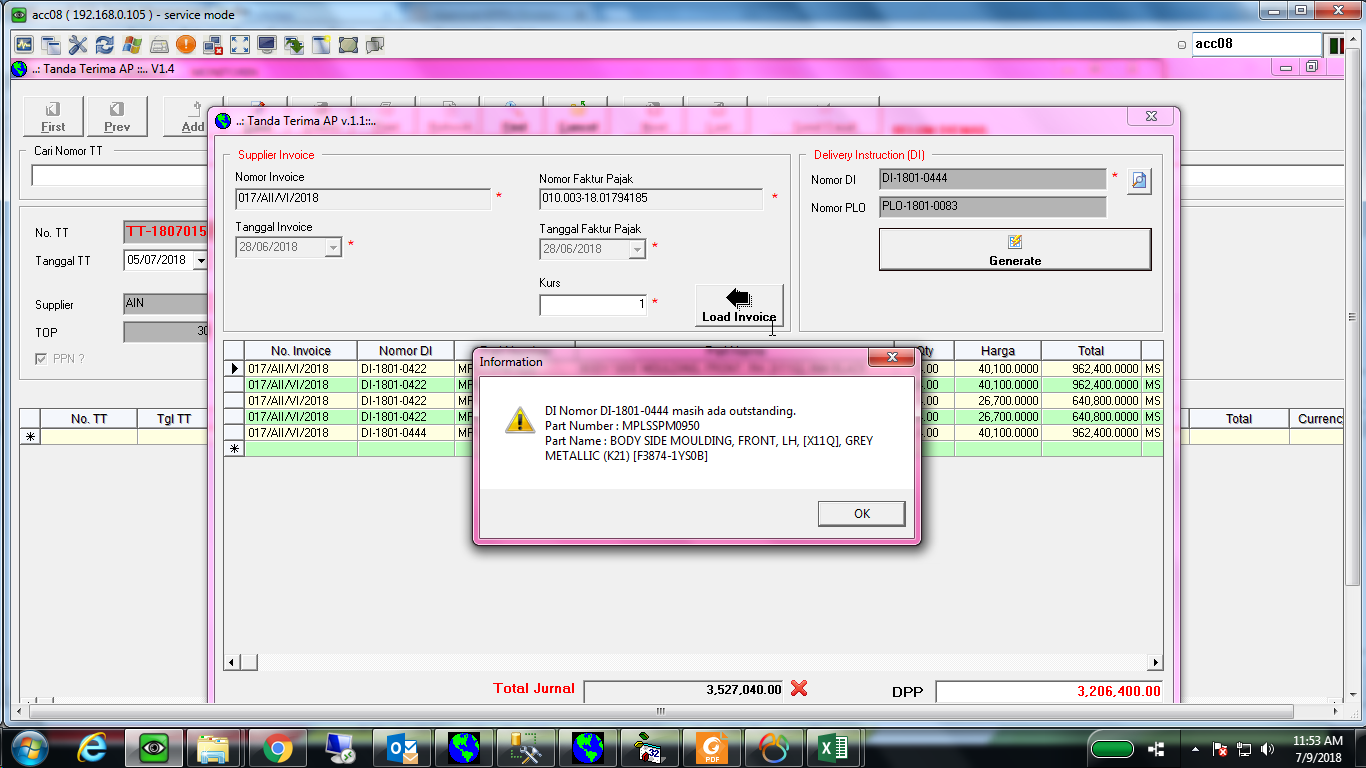 acc08 ( 192.168.0.105 ) - service mode
acc08
..: Tanda Terima AP ::.. V1.4
First
Prev
Add
Cari Nomor TT
No. TT
TT-1807015
Tanggal TT
05/07/2018
Supplier
AIN
TOP
30
PPN ?
No. TT
Tgl TT
Total
Currenc
..: Tanda Terima AP v.1.1::..
Supplier Invoice
Nomor Invoice
017/AII/VI/2018 *
Nomor Faktur Pajak
010.003-18.01794185 *
Tanggal Invoice
28/06/2018 *
Tanggal Faktur Pajak
28/06/2018 *
Kurs
1 *
Load Invoice
Delivery Instruction (DI)
Nomor DI
DI-1801-0444 *
Nomor PLO
PLO-1801-0083
Generate
No. Invoice Nomor DI Harga Total
017/AII/VI/2018 DI-1801-0422 MP .00 40,100.0000 962,400.0000 MS
017/AII/VI/2018 DI-1801-0422 MP .00 40,100.0000 962,400.0000 MS
017/AII/VI/2018 DI-1801-0422 MP .00 26,700.0000 640,800.0000 MS
017/AII/VI/2018 DI-1801-0422 MP .00 26,700.0000 640,800.0000 MS
017/AII/VI/2018 DI-1801-0444 MP .00 40,100.0000 962,400.0000 MS
Information
DI Nomor DI-1801-0444 masih ada outstanding.
Part Number : MPLSSPM0950
Part Name : BODY SIDE MOULDING, FRONT, LH, [X11Q], GREY
METALLIC (K21) [F3874-1YS0B]
OK
Total Jurnal 3,527,040.00
DPP 3,206,400.00
32
PDF
11:53 AM
7/9/2018